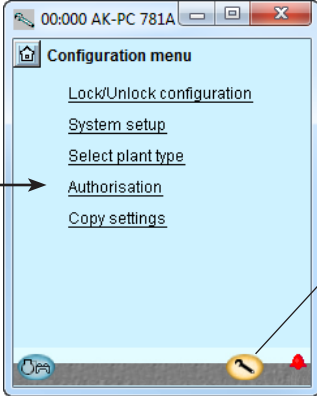 00:000 AK-PC 781A
Configuration menu
Lock/Unlock configuration
System setup
Select plant type
Authorisation
Copy settings